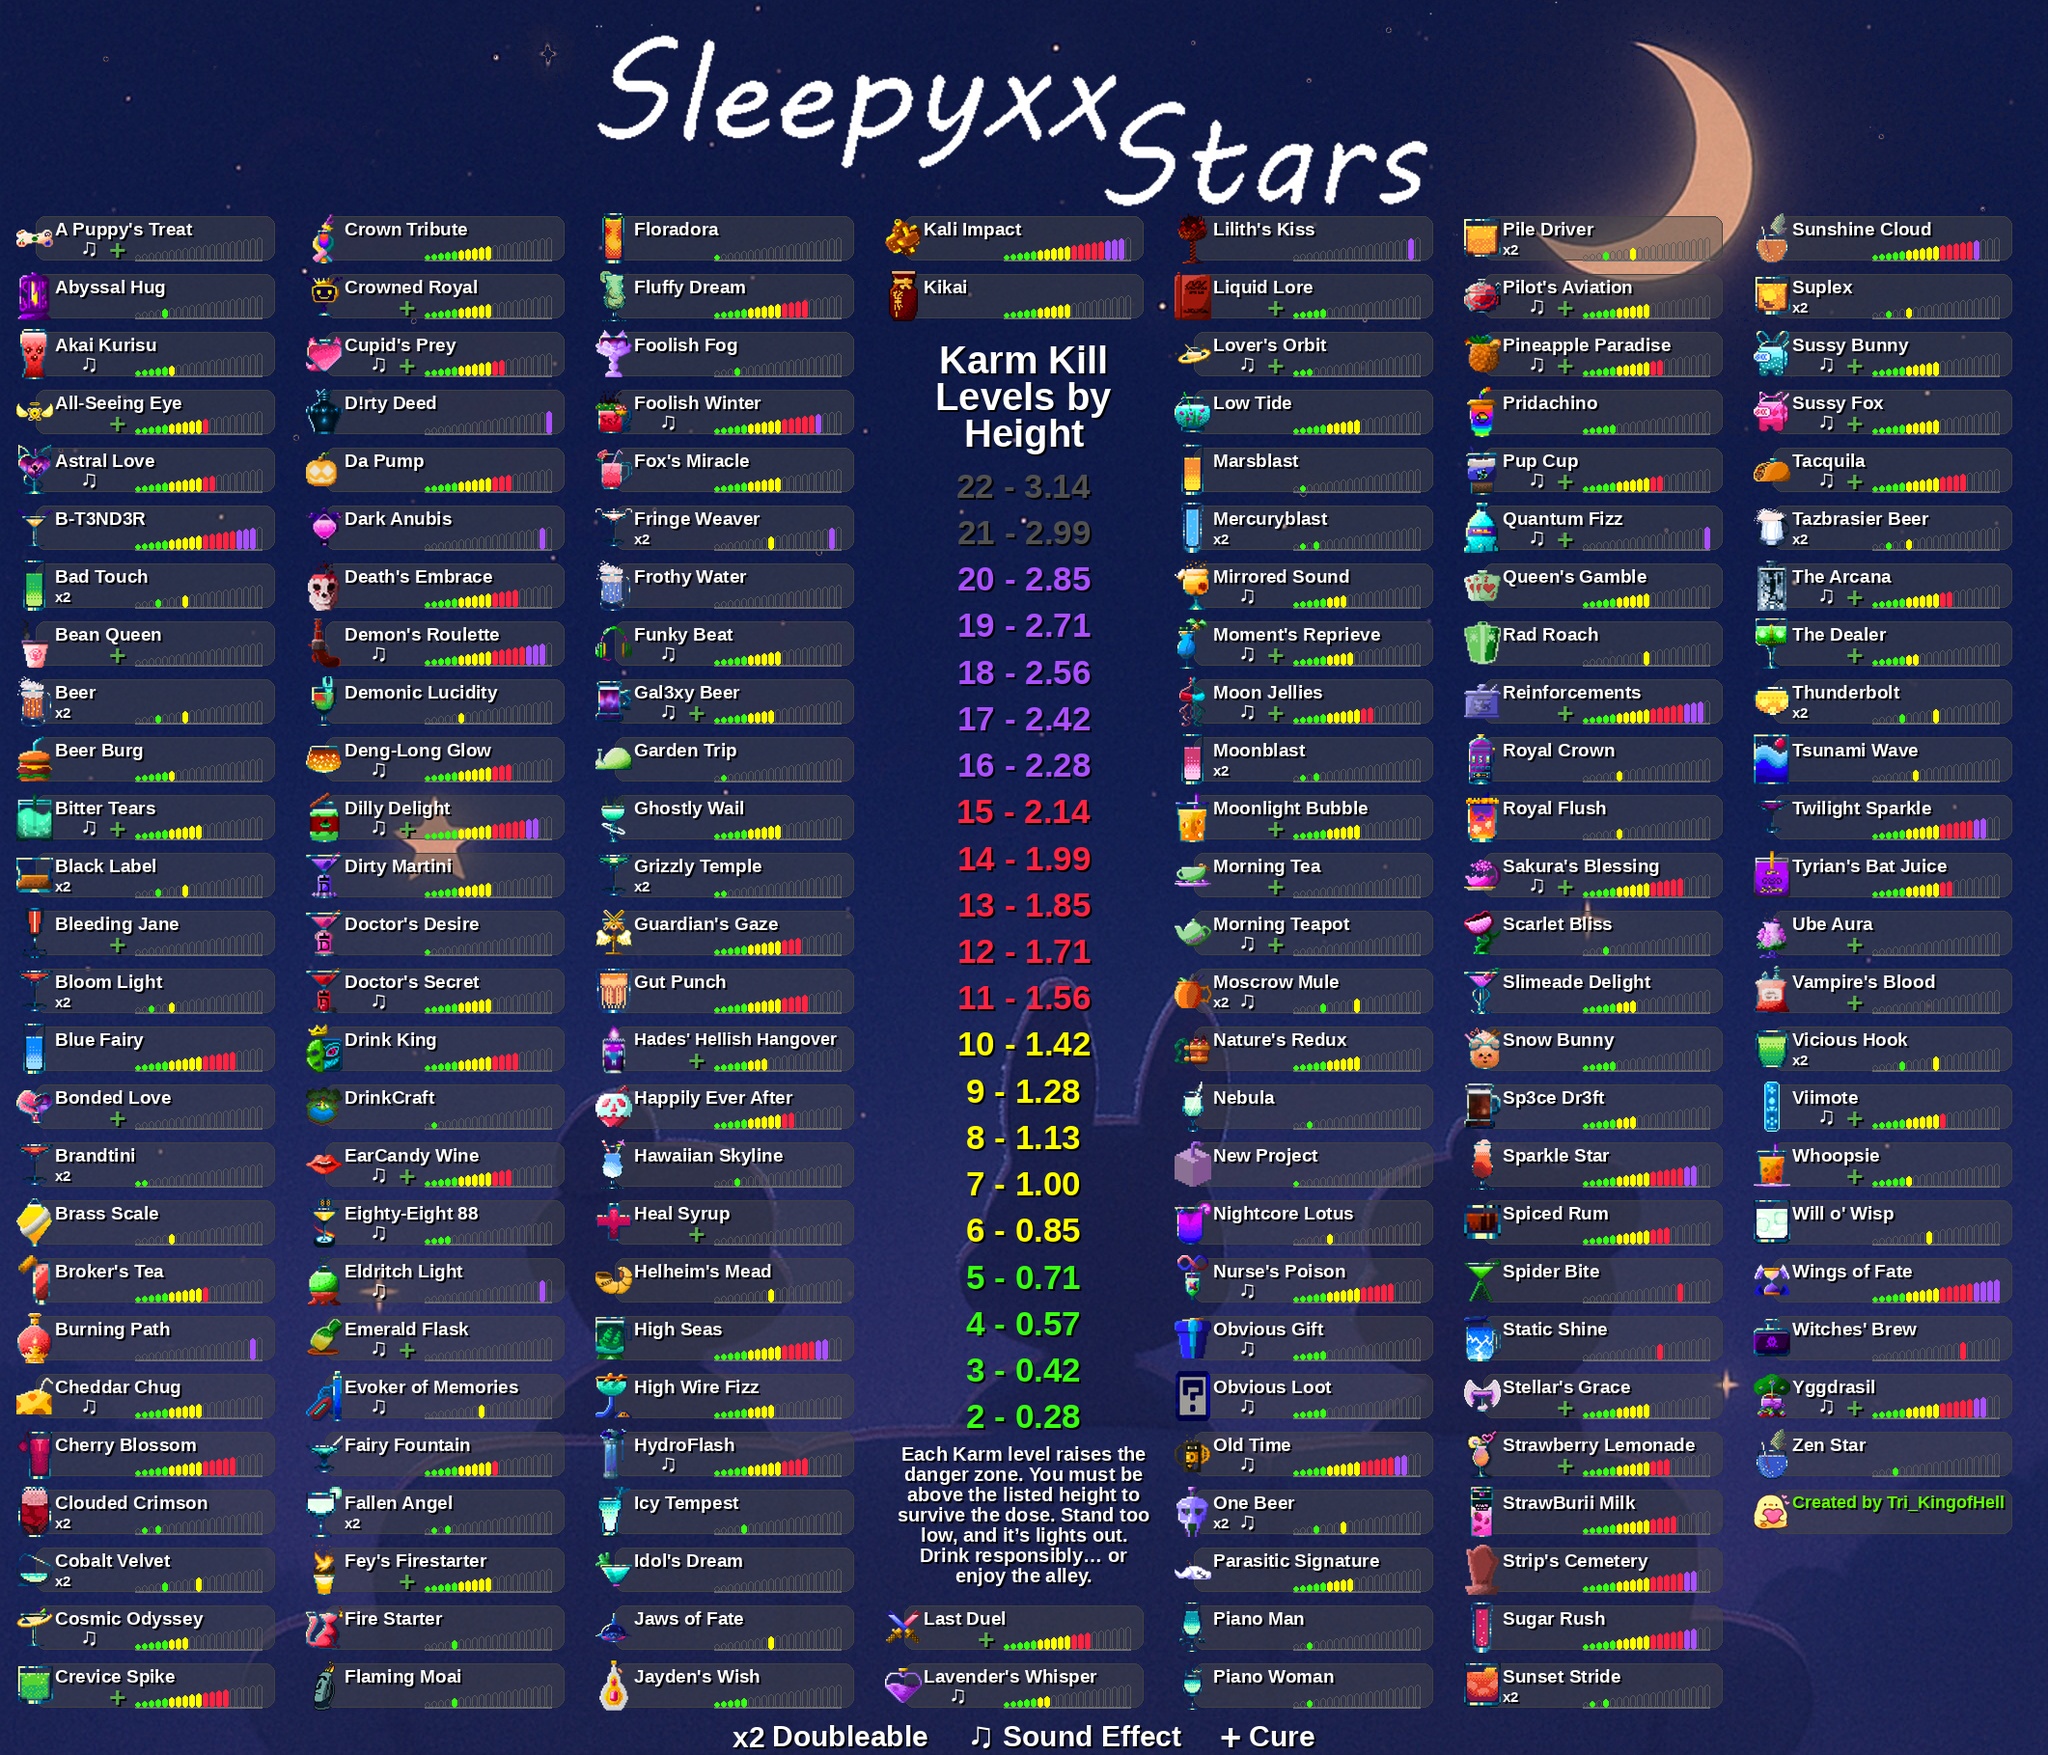 Sleepyxx
Stars
A Puppy's Treat
♫ +
Abyssal Hug
Akai Kurisu
♫
All-Seeing Eye
+
Astral Love
♫
B-T3ND3R
Bad Touch
x2
Bean Queen
+
Beer
x2
Beer Burg
Bitter Tears
♫ +
Black Label
x2
Bleeding Jane
+
Bloom Light
x2
Blue Fairy
Bonded Love
+
Brandtini
x2
Brass Scale
Broker's Tea
Burning Path
Cheddar Chug
♫
Cherry Blossom
Clouded Crimson
x2
Cobalt Velvet
x2
Cosmic Odyssey
♫
Crevice Spike
+
Crown Tribute
Crowned Royal
+
Cupid's Prey
♫ +
D!rty Deed
Da Pump
Dark Anubis
Death's Embrace
Demon's Roulette
♫
Demonic Lucidity
Deng-Long Glow
♫
Dilly Delight
♫ +
Dirty Martini
Doctor's Desire
Doctor's Secret
♫
Drink King
DrinkCraft
EarCandy Wine
♫ +
Eighty-Eight 88
♫
Eldritch Light
♫
Emerald Flask
♫ +
Evoker of Memories
♫
Fairy Fountain
Fallen Angel
x2
Fey's Firestarter
+
Fire Starter
Flaming Moai
Floradora
Fluffy Dream
Foolish Fog
Foolish Winter
♫
Fox's Miracle
Fringe Weaver
x2
Frothy Water
Funky Beat
♫
Gal3xy Beer
♫ +
Garden Trip
Ghostly Wail
Grizzly Temple
x2
Guardian's Gaze
Gut Punch
Hades' Hellish Hangover
+
Happily Ever After
Hawaiian Skyline
Heal Syrup
+
Helheim's Mead
High Seas
High Wire Fizz
HydroFlash
♫
Icy Tempest
Idol's Dream
Jaws of Fate
Jayden's Wish
Kali Impact
Kikai
Karm Kill
Levels by
Height
22 - 3.14
21 - 2.99
20 - 2.85
19 - 2.71
18 - 2.56
17 - 2.42
16 - 2.28
15 - 2.14
14 - 1.99
13 - 1.85
12 - 1.71
11 - 1.56
10 - 1.42
9 - 1.28
8 - 1.13
7 - 1.00
6 - 0.85
5 - 0.71
4 - 0.57
3 - 0.42
2 - 0.28
Each Karm level raises the
danger zone. You must be
above the listed height to
survive the dose. Stand too
low, and it's lights out.
Drink responsibly... or
enjoy the alley.
Last Duel
+
Lavender's Whisper
♫
Lilith's Kiss
Liquid Lore
+
Lover's Orbit
♫ +
Low Tide
Marsblast
Mercuryblast
x2
Mirrored Sound
♫
Moment's Reprieve
♫ +
Moon Jellies
♫ +
Moonblast
x2
Moonlight Bubble
+
Morning Tea
+
Morning Teapot
♫ +
Moscrow Mule
x2 ♫
Nature's Redux
Nebula
New Project
Nightcore Lotus
Nurse's Poison
♫
Obvious Gift
♫
Obvious Loot
♫
Old Time
♫
One Beer
x2 ♫
Parasitic Signature
Piano Man
Piano Woman
Pile Driver
x2
Pilot's Aviation
♫ +
Pineapple Paradise
♫ +
Pridachino
Pup Cup
♫ +
Quantum Fizz
♫ +
Queen's Gamble
Rad Roach
Reinforcements
+
Royal Crown
Royal Flush
Sakura's Blessing
♫ +
Scarlet Bliss
Slimeade Delight
Snow Bunny
Sp3ce Dr3ft
Sparkle Star
Spiced Rum
Spider Bite
Static Shine
Stellar's Grace
+
Strawberry Lemonade
+
StrawBurii Milk
Strip's Cemetery
Sugar Rush
Sunset Stride
x2
Sunshine Cloud
Suplex
x2
Sussy Bunny
♫ +
Sussy Fox
♫ +
Tacquila
♫ +
Tazbrasier Beer
x2
The Arcana
♫ +
The Dealer
+
Thunderbolt
x2
Tsunami Wave
Twilight Sparkle
Tyrian's Bat Juice
Ube Aura
+
Vampire's Blood
+
Vicious Hook
x2
Viimote
♫ +
Whoopsie
+
Will o' Wisp
Wings of Fate
Witches' Brew
Yggdrasil
♫ +
Zen Star
Created by Tri_KingofHell
x2 Doubleable ♫ Sound Effect + Cure